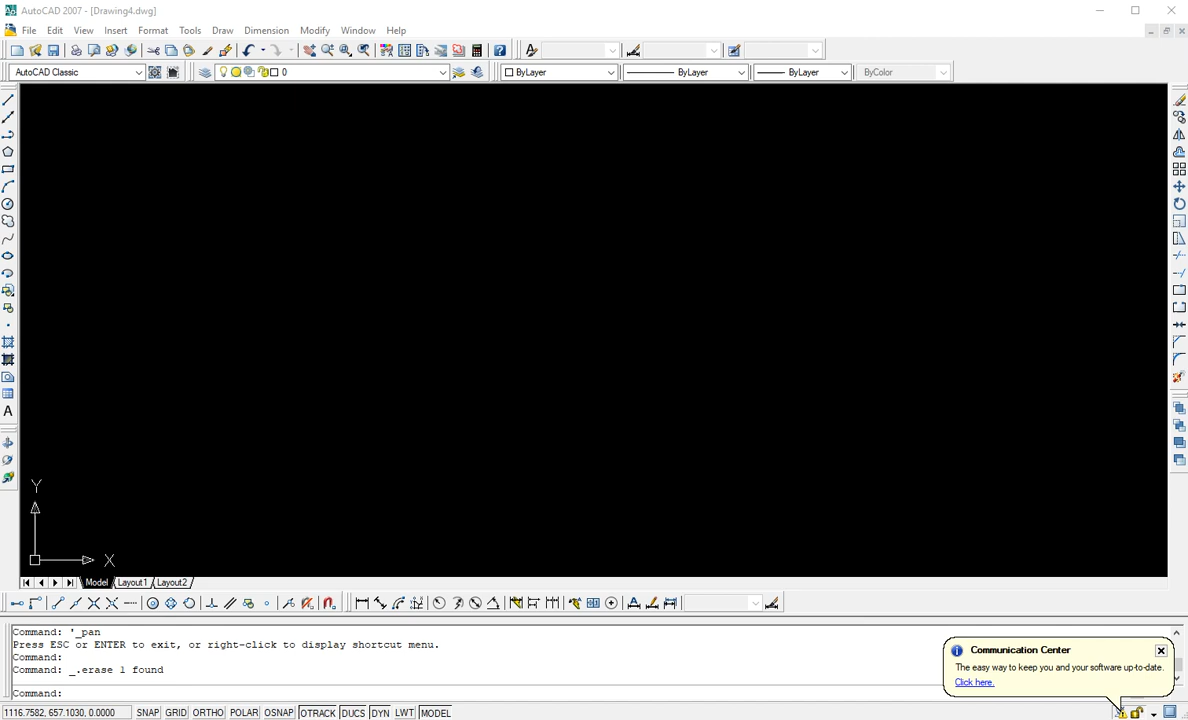 AutoCAD 2007 - [Drawing4.dwg]
File Edit View Insert Format Tools Draw Dimension Modify Window Help
AutoCAD Classic 0 ByLayer ByLayer ByLayer ByColor
A
Y
X
Model Layout1 Layout2
Command: '_pan
Press ESC or ENTER to exit, or right-click to display shortcut menu.
Command:
Command: _.erase 1 found
Command:
Communication Center
The easy way to keep you and your software up-to-date.
Click here.
1116.7582, 657.1030, 0.0000 SNAP GRID ORTHO POLAR OSNAP OTRACK DUCS DYN LWT MODEL